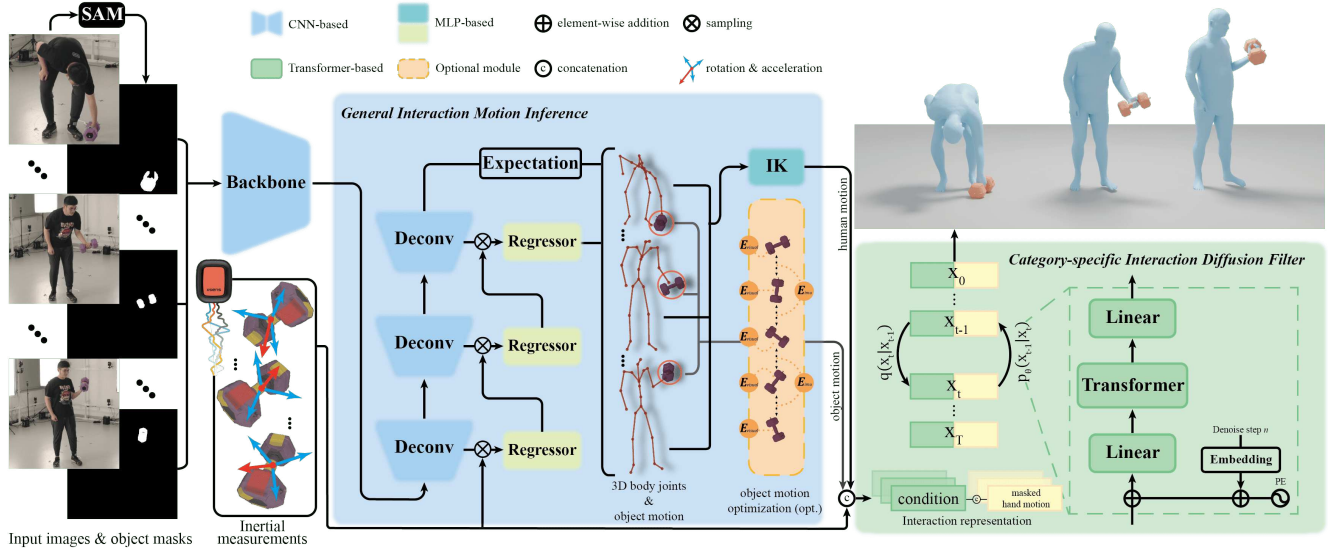 SAM
CNN-based
MLP-based
element-wise addition
sampling
Transformer-based
Optional module
concatenation
rotation & acceleration
c
General Interaction Motion Inference
Backbone
Expectation
IK
Deconv
Regressor
Deconv
Regressor
Deconv
Regressor
3D body joints
&
object motion
object motion
optimization (opt.)
human motion
object motion
c
Input images & object masks
Inertial
measurements
Category-specific Interaction Diffusion Filter
X0
Xt-1
Xt
XT
q(xt|xt-1)
pθ(xt-1|xt)
Linear
Transformer
Linear
Denoise step n
Embedding
PE
condition
c
masked
hand motion
Interaction representation